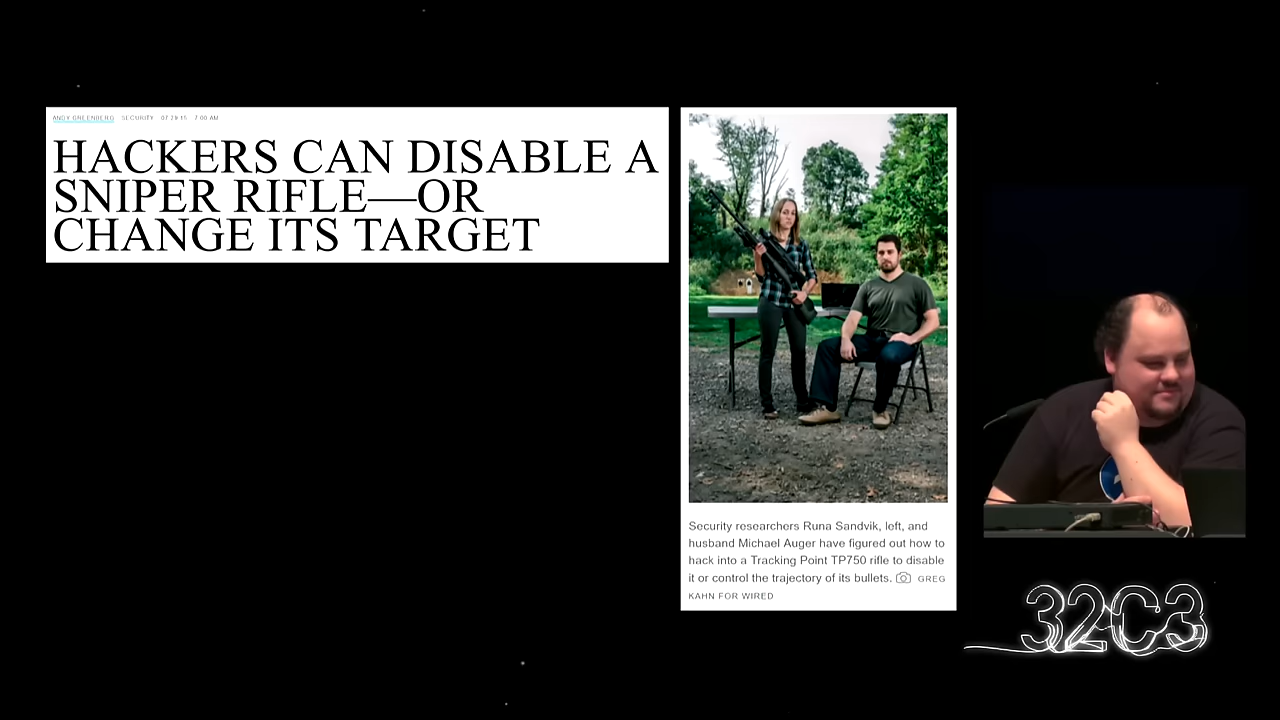 ANDY GREENBERG SECURITY 07.29.15 7:00 AM
HACKERS CAN DISABLE A
SNIPER RIFLE—OR
CHANGE ITS TARGET
Security researchers Runa Sandvik, left, and
husband Michael Auger have figured out how to
hack into a Tracking Point TP750 rifle to disable
it or control the trajectory of its bullets. GREG
KAHN FOR WIRED
32C3